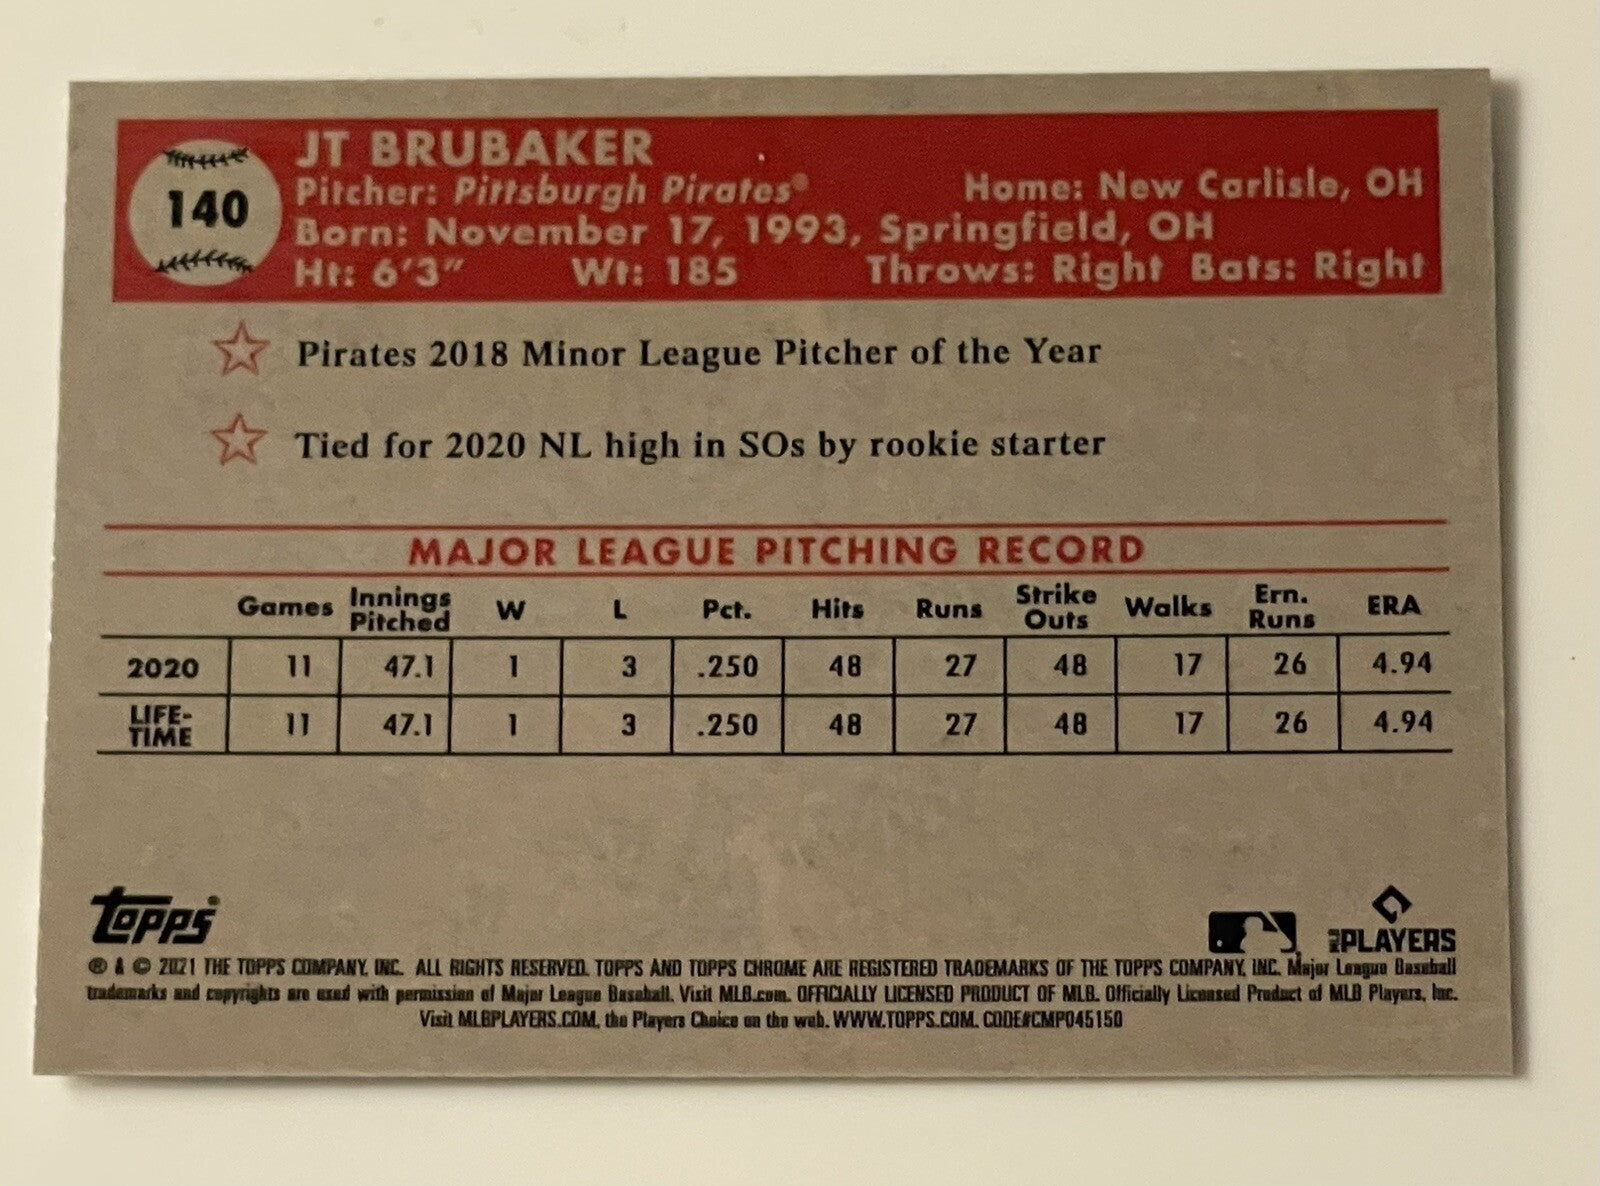 140
JT BRUBAKER
Pitcher: Pittsburgh Pirates® Home: New Carlisle, OH
Born: November 17, 1993, Springfield, OH
Ht: 6'3" Wt: 185 Throws: Right Bats: Right
Pirates 2018 Minor League Pitcher of the Year
Tied for 2020 NL high in SOs by rookie starter
MAJOR LEAGUE PITCHING RECORD
Games Innings Pitched W L Pct. Hits Runs Strike Outs Walks Ern. Runs ERA
2020 11 47.1 1 3 .250 48 27 48 17 26 4.94
LIFE-TIME 11 47.1 1 3 .250 48 27 48 17 26 4.94
topps
PLAYERS
® & © 2021 THE TOPPS COMPANY, INC. ALL RIGHTS RESERVED. TOPPS AND TOPPS CHROME ARE REGISTERED TRADEMARKS OF THE TOPPS COMPANY, INC. Major League Baseball
trademarks and copyrights are used with permission of Major League Baseball. Visit MLB.com. OFFICIALLY LICENSED PRODUCT OF MLB. Officially Licensed Product of MLB Players, Inc.
Visit MLBPLAYERS.COM, the Players Choice on the web. WWW.TOPPS.COM. CODE#CMP045150